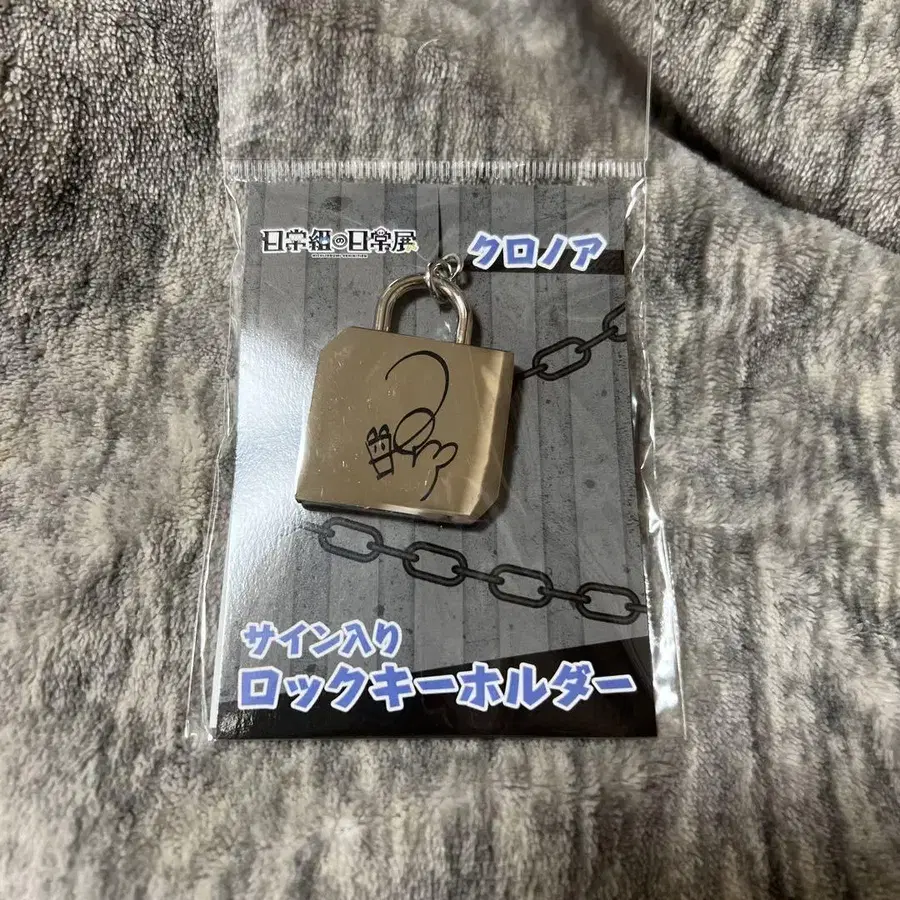 日常組の日常展
クロノア
サイン入り
ロックキーホルダー